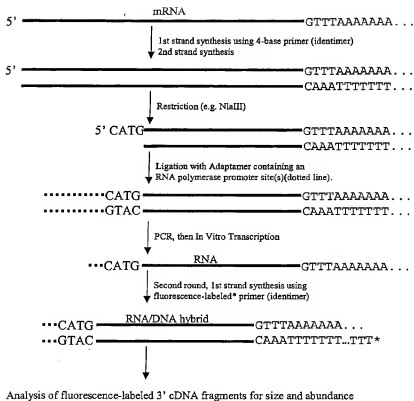 mRNA
5' GTTTAAAAAAA...
1st strand synthesis using 4-base primer (identimer)
2nd strand synthesis
5' GTTTAAAAAAA...
CAAATTTTTTT...
Restriction (e.g. NlaIII)
5' CATG GTTTAAAAAAA...
CAAATTTTTTT...
Ligation with Adaptamer containing an
RNA polymerase promoter site(s)(dotted line).
CATG GTTTAAAAAAA...
GTAC CAAATTTTTTT...
PCR, then In Vitro Transcription
RNA
CATG GTTTAAAAAAA...
Second round, 1st strand synthesis using
fluorescence-labeled* primer (identimer)
RNA/DNA hybrid
CATG GTTTAAAAAAA...
GTAC CAAATTTTTTT...TTT*
Analysis of fluorescence-labeled 3' cDNA fragments for size and abundance